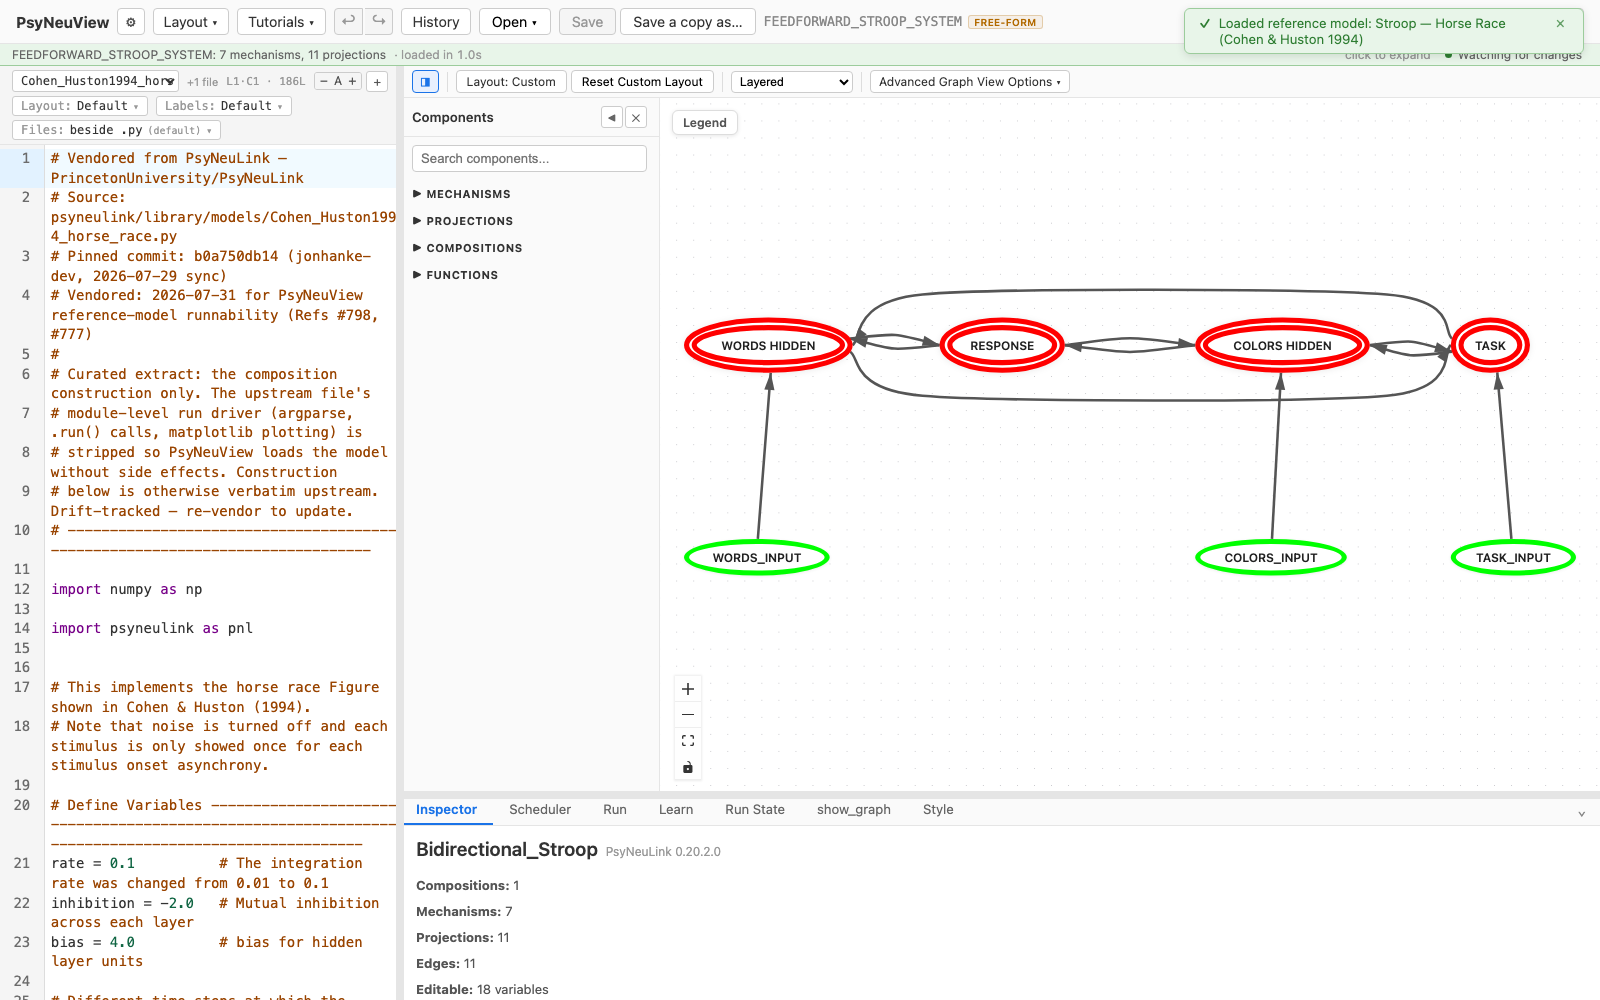 PsyNeuView
⚙
Layout ▾
Tutorials ▾
↩
↪
History
Open ▾
Save
Save a copy as...
FEEDFORWARD_STROOP_SYSTEM
FREE-FORM
✓ Loaded reference model: Stroop — Horse Race
(Cohen & Huston 1994)
×
FEEDFORWARD_STROOP_SYSTEM: 7 mechanisms, 11 projections · loaded in 1.0s
click to expand
Watching for changes
Cohen_Huston1994_hor
+1 file
L1·C1 · 186L
− A +
+
Layout: Default ▾
Labels: Default ▾
Files: beside .py (default) ▾
1 # Vendored from PsyNeuLink —
PrincetonUniversity/PsyNeuLink
2 # Source:
psyneulink/library/models/Cohen_Huston199
4_horse_race.py
3 # Pinned commit: b0a750db14 (jonhanke-
dev, 2026-07-29 sync)
4 # Vendored: 2026-07-31 for PsyNeuView
reference-model runnability (Refs #798,
#777)
5 #
6 # Curated extract: the composition
construction only. The upstream file's
7 # module-level run driver (argparse,
.run() calls, matplotlib plotting) is
8 # stripped so PsyNeuView loads the model
without side effects. Construction
9 # below is otherwise verbatim upstream.
Drift-tracked — re-vendor to update.
10 # ---------------------------------------
--------------------------------------
11
12 import numpy as np
13
14 import psyneulink as pnl
15
16
17 # This implements the horse race Figure
shown in Cohen & Huston (1994).
18 # Note that noise is turned off and each
stimulus is only showed once for each
stimulus onset asynchrony.
19
20 # Define Variables ----------------------
-----------------------------------------
-------------------------------------
21 rate = 0.1 # The integration
rate was changed from 0.01 to 0.1
22 inhibition = -2.0 # Mutual inhibition
across each layer
23 bias = 4.0 # bias for hidden
layer units
24
25 # Different time steps at which the
Layout: Custom
Reset Custom Layout
Layered
Advanced Graph View Options ▾
Components
◀
×
Search components...
▶ MECHANISMS
▶ PROJECTIONS
▶ COMPOSITIONS
▶ FUNCTIONS
Legend
WORDS HIDDEN
RESPONSE
COLORS HIDDEN
TASK
WORDS_INPUT
COLORS_INPUT
TASK_INPUT
Inspector
Scheduler
Run
Learn
Run State
show_graph
Style
Bidirectional_Stroop PsyNeuLink 0.20.2.0
Compositions: 1
Mechanisms: 7
Projections: 11
Edges: 11
Editable: 18 variables